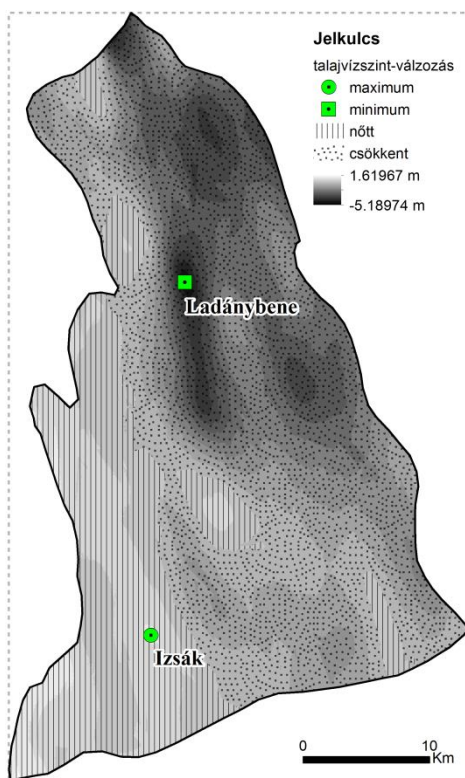 Jelkulcs
talajvízszint-válzozás
maximum
minimum
nőtt
csökkent
1.61967 m
-5.18974 m
Ladánybene
Izsák
0 10
Km